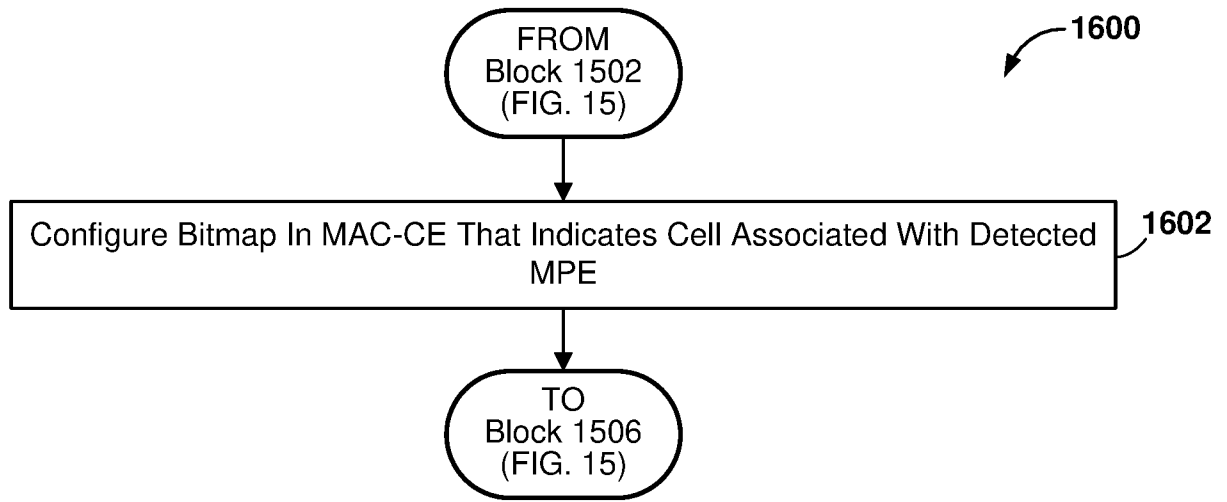 FROM
Block 1502
(FIG. 15)
1600
Configure Bitmap In MAC-CE That Indicates Cell Associated With Detected
MPE
1602
TO
Block 1506
(FIG. 15)